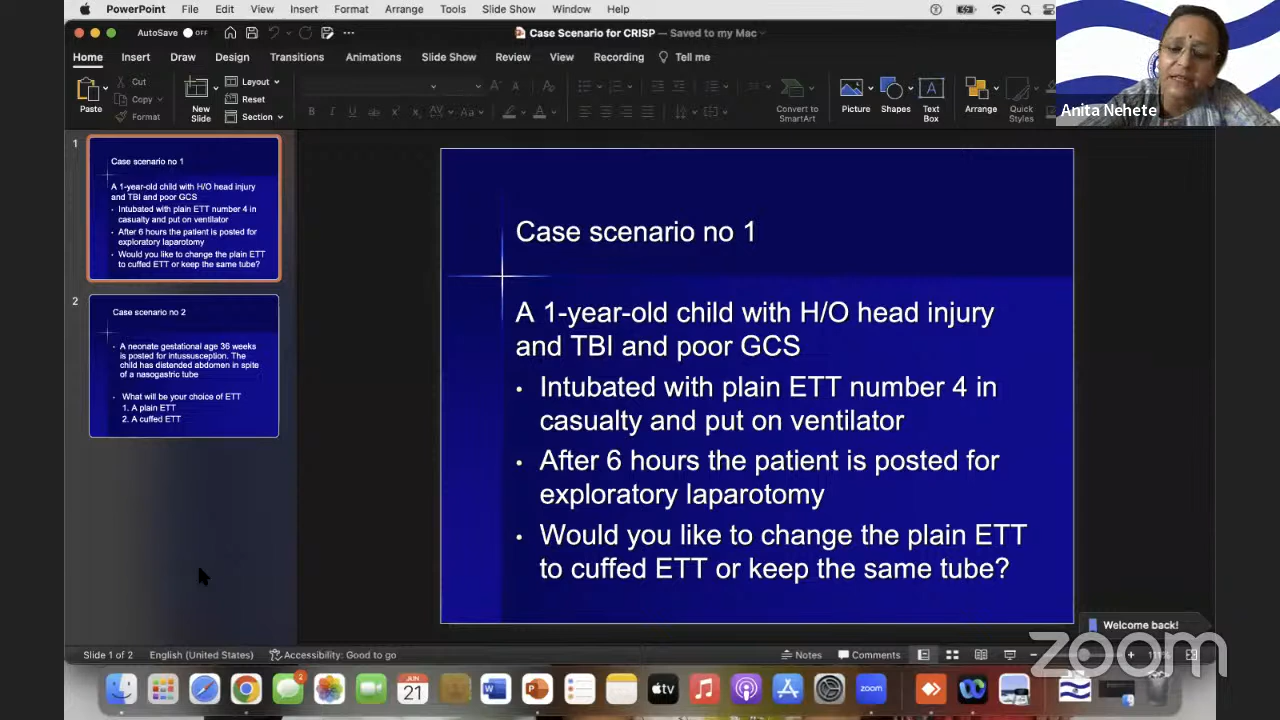 PowerPoint File Edit View Insert Format Arrange Tools Slide Show Window Help
AutoSave OFF
Case Scenario for CRISP — Saved to my Mac
Home Insert Draw Design Transitions Animations Slide Show Review View Recording Tell me
Paste
Cut
Copy
Format
New Slide
Layout
Reset
Section
Convert to SmartArt
Picture
Shapes
Text Box
Arrange
Quick Styles
Anita Nehete
1
Case scenario no 1
A 1-year-old child with H/O head injury
and TBI and poor GCS
• Intubated with plain ETT number 4 in
casualty and put on ventilator
• After 6 hours the patient is posted for
exploratory laparotomy
• Would you like to change the plain ETT
to cuffed ETT or keep the same tube?
2
Case scenario no 2
• A neonate gestational age 36 weeks
is posted for intussusception. The
child has distended abdomen in spite
of a nasogastric tube
• What will be your choice of ETT
1. A plain ETT
2. A cuffed ETT
Case scenario no 1
A 1-year-old child with H/O head injury
and TBI and poor GCS
• Intubated with plain ETT number 4 in
casualty and put on ventilator
• After 6 hours the patient is posted for
exploratory laparotomy
• Would you like to change the plain ETT
to cuffed ETT or keep the same tube?
Welcome back!
Slide 1 of 2 English (United States) Accessibility: Good to go Notes Comments
zoom
JUN
21
2
tv
zoom